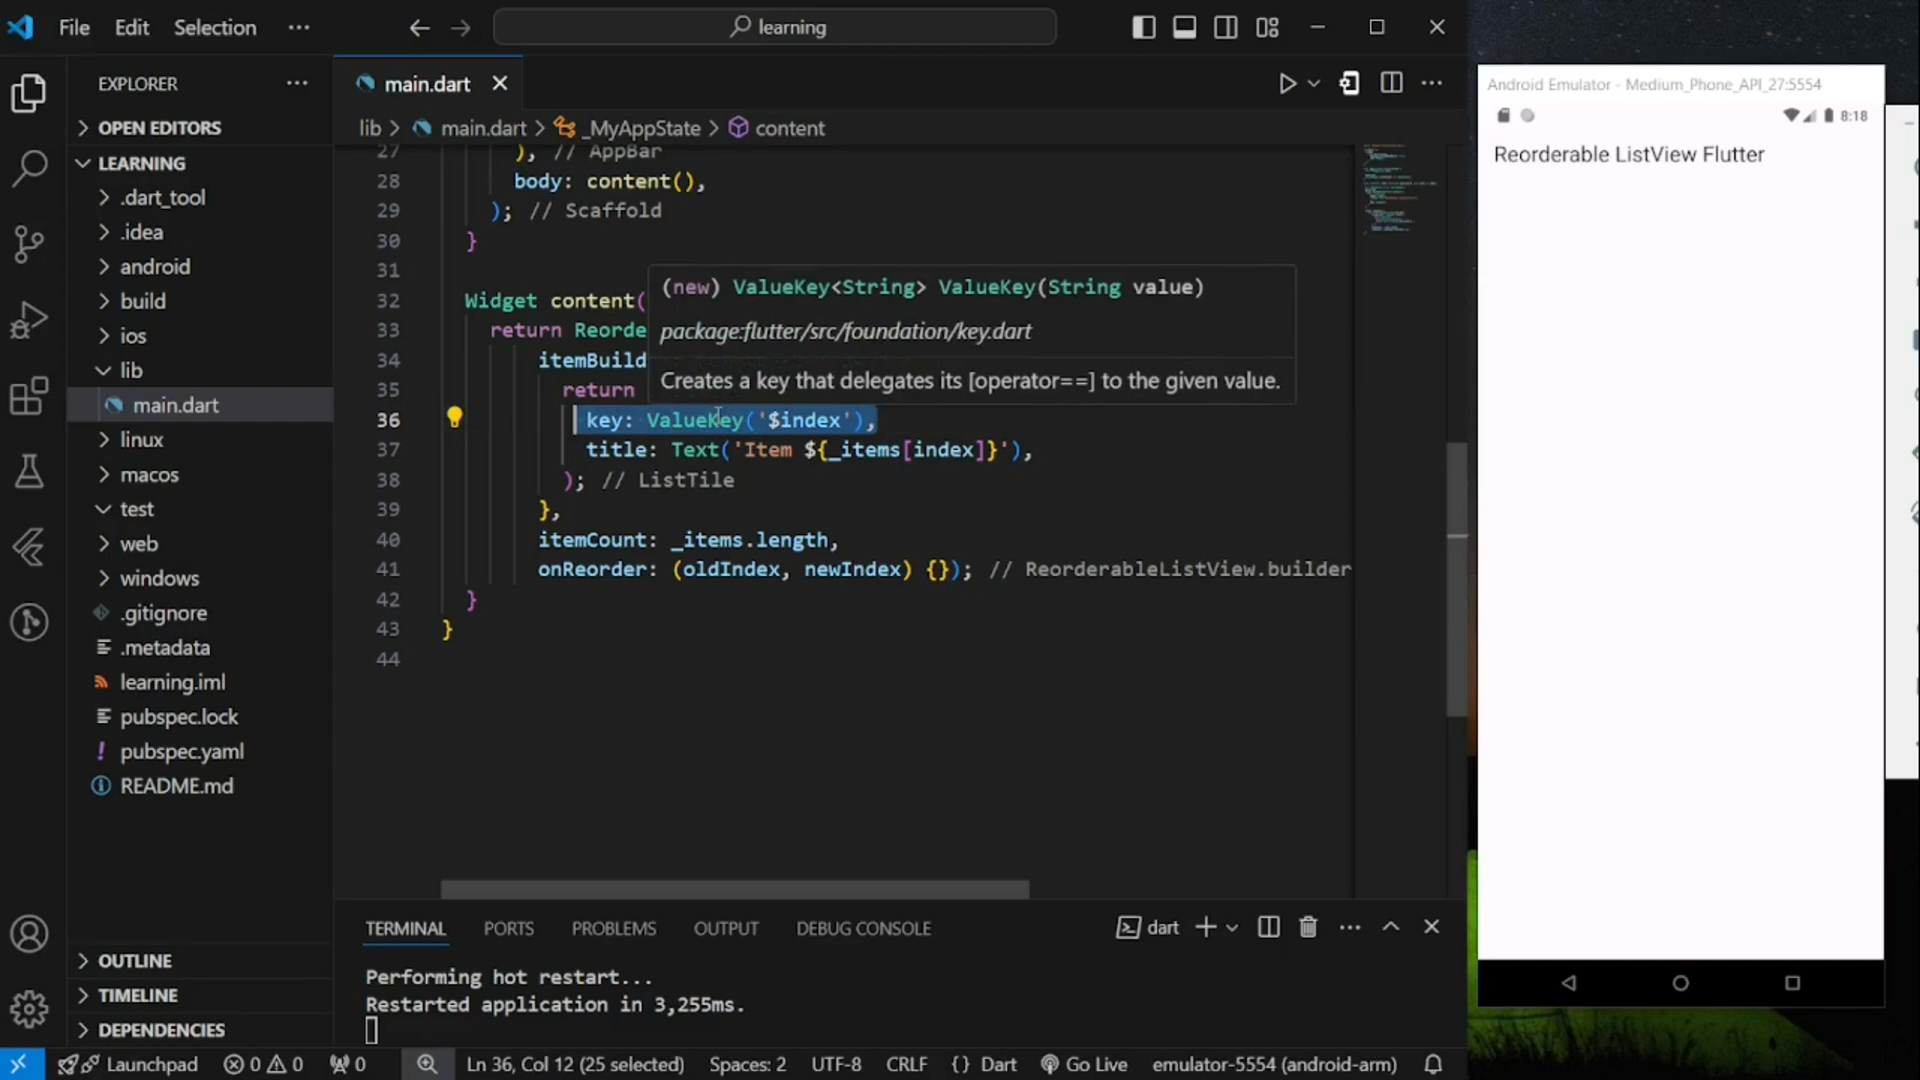 File Edit Selection ··· learning
EXPLORER ···
OPEN EDITORS
LEARNING
.dart_tool
.idea
android
build
ios
lib
main.dart
linux
macos
test
web
windows
.gitignore
.metadata
learning.iml
pubspec.lock
pubspec.yaml
README.md
OUTLINE
TIMELINE
DEPENDENCIES
main.dart
lib > main.dart > _MyAppState > content
27 ), // AppBar
28 body: content(),
29 ); // Scaffold
30 }
31
32 Widget content(
33 return Reorde
34 itemBuild
35 return
36 key: ValueKey('$index'),
37 title: Text('Item ${_items[index]}'),
38 ); // ListTile
39 },
40 itemCount: _items.length,
41 onReorder: (oldIndex, newIndex) {}); // ReorderableListView.builder
42 }
43 }
44
(new) ValueKey<String> ValueKey(String value)
package:flutter/src/foundation/key.dart
Creates a key that delegates its [operator==] to the given value.
TERMINAL PORTS PROBLEMS OUTPUT DEBUG CONSOLE dart
Performing hot restart...
Restarted application in 3,255ms.
Launchpad 0 0 0 Ln 36, Col 12 (25 selected) Spaces: 2 UTF-8 CRLF {} Dart Go Live emulator-5554 (android-arm)
Android Emulator - Medium_Phone_API_27:5554
8:18
Reorderable ListView Flutter